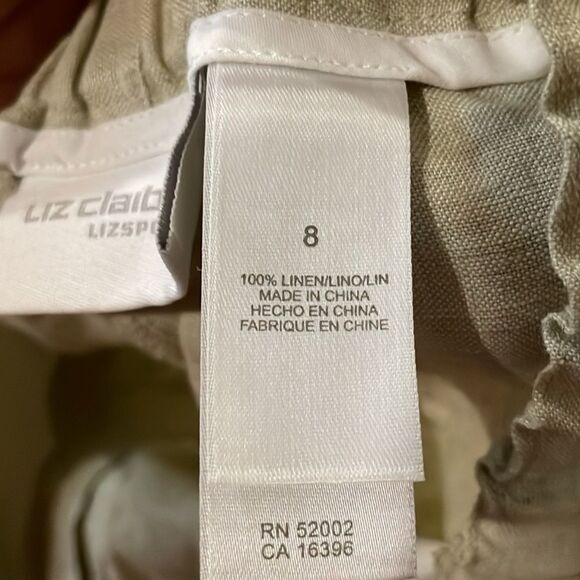 LIZ claib
LIZSPO
8
100% LINEN/LINO/LIN
MADE IN CHINA
HECHO EN CHINA
FABRIQUE EN CHINE
RN 52002
CA 16396